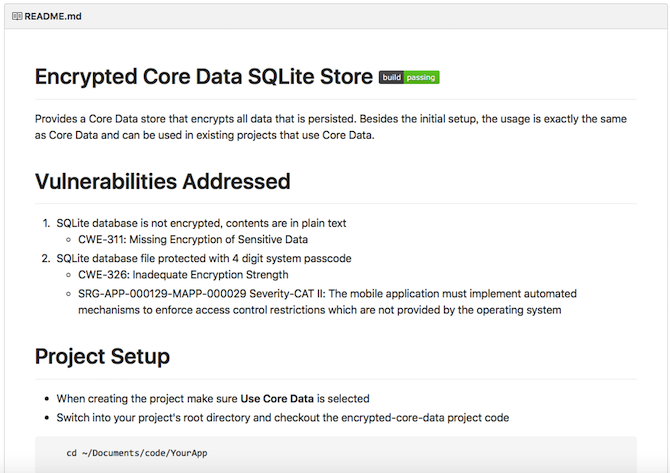 README.md
Encrypted Core Data SQLite Store build passing
Provides a Core Data store that encrypts all data that is persisted. Besides the initial setup, the usage is exactly the same
as Core Data and can be used in existing projects that use Core Data.
Vulnerabilities Addressed
1. SQLite database is not encrypted, contents are in plain text
CWE-311: Missing Encryption of Sensitive Data
2. SQLite database file protected with 4 digit system passcode
CWE-326: Inadequate Encryption Strength
SRG-APP-000129-MAPP-000029 Severity-CAT II: The mobile application must implement automated
mechanisms to enforce access control restrictions which are not provided by the operating system
Project Setup
When creating the project make sure Use Core Data is selected
Switch into your project's root directory and checkout the encrypted-core-data project code
cd ~/Documents/code/YourApp